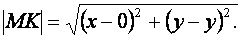 |MK| = √((x − 0)² + (y − y)²).